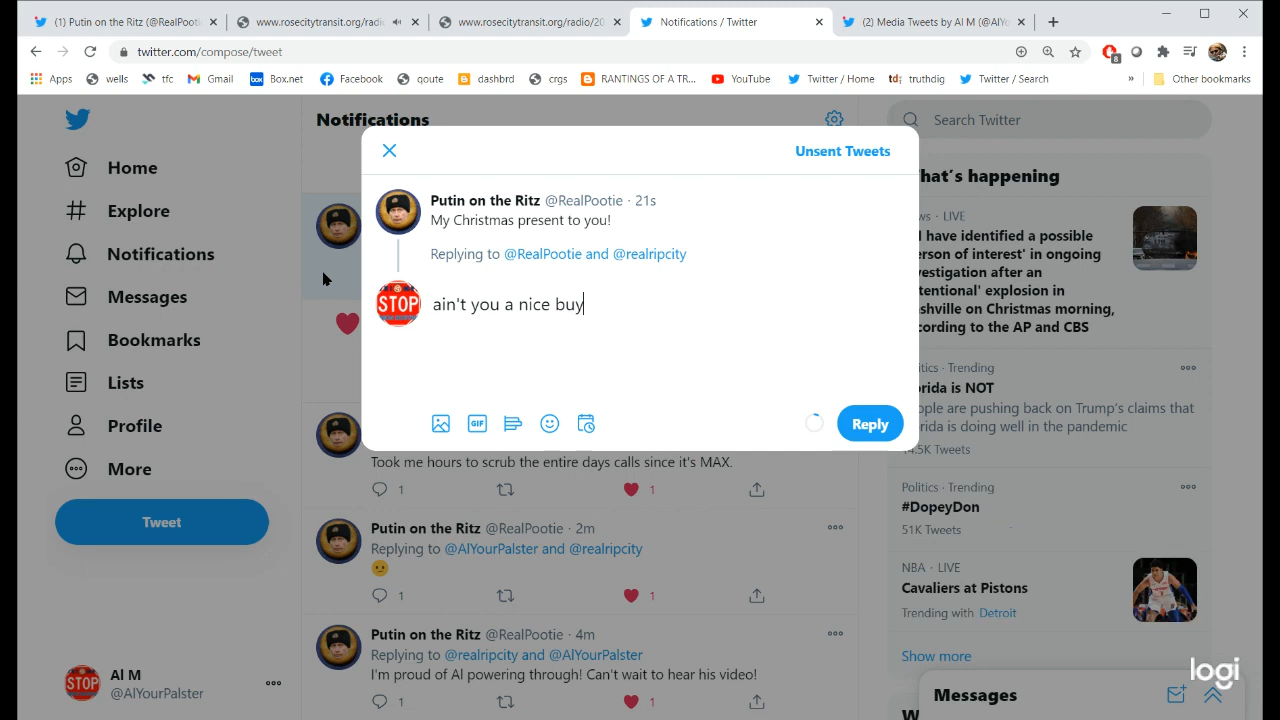 (1) Putin on the Ritz (@RealPooti
www.rosecitytransit.org/radi
www.rosecitytransit.org/radio/20
Notifications / Twitter
(2) Media Tweets by Al M (@AlYo
twitter.com/compose/tweet
8
Apps
wells
tfc
Gmail
box
Box.net
Facebook
qoute
dashbrd
crgs
RANTINGS OF A TR...
YouTube
Twitter / Home
td:
truthdig
Twitter / Search
»
Other bookmarks
Notifications
Search Twitter
Home
Explore
Notifications
Messages
Bookmarks
Lists
Profile
More
Tweet
STOP
Al M
@AlYourPalster
Unsent Tweets
Putin on the Ritz @RealPootie · 21s
My Christmas present to you!
Replying to @RealPootie and @realripcity
STOP
ain't you a nice buy
GIF
Reply
Took me hours to scrub the entire days calls since it's MAX.
1
1
Putin on the Ritz @RealPootie · 2m
Replying to @AlYourPalster and @realripcity
1
1
Putin on the Ritz @RealPootie · 4m
Replying to @realripcity and @AlYourPalster
I'm proud of Al powering through! Can't wait to hear his video!
1
1
hat's happening
ws · LIVE
I have identified a possible
erson of interest' in ongoing
vestigation after an
tentional' explosion in
shville on Christmas morning,
cording to the AP and CBS
itics · Trending
orida is NOT
ople are pushing back on Trump's claims that
rida is doing well in the pandemic
14.5K Tweets
Politics · Trending
#DopeyDon
51K Tweets
NBA · LIVE
Cavaliers at Pistons
Trending with Detroit
Show more
Messages
logi